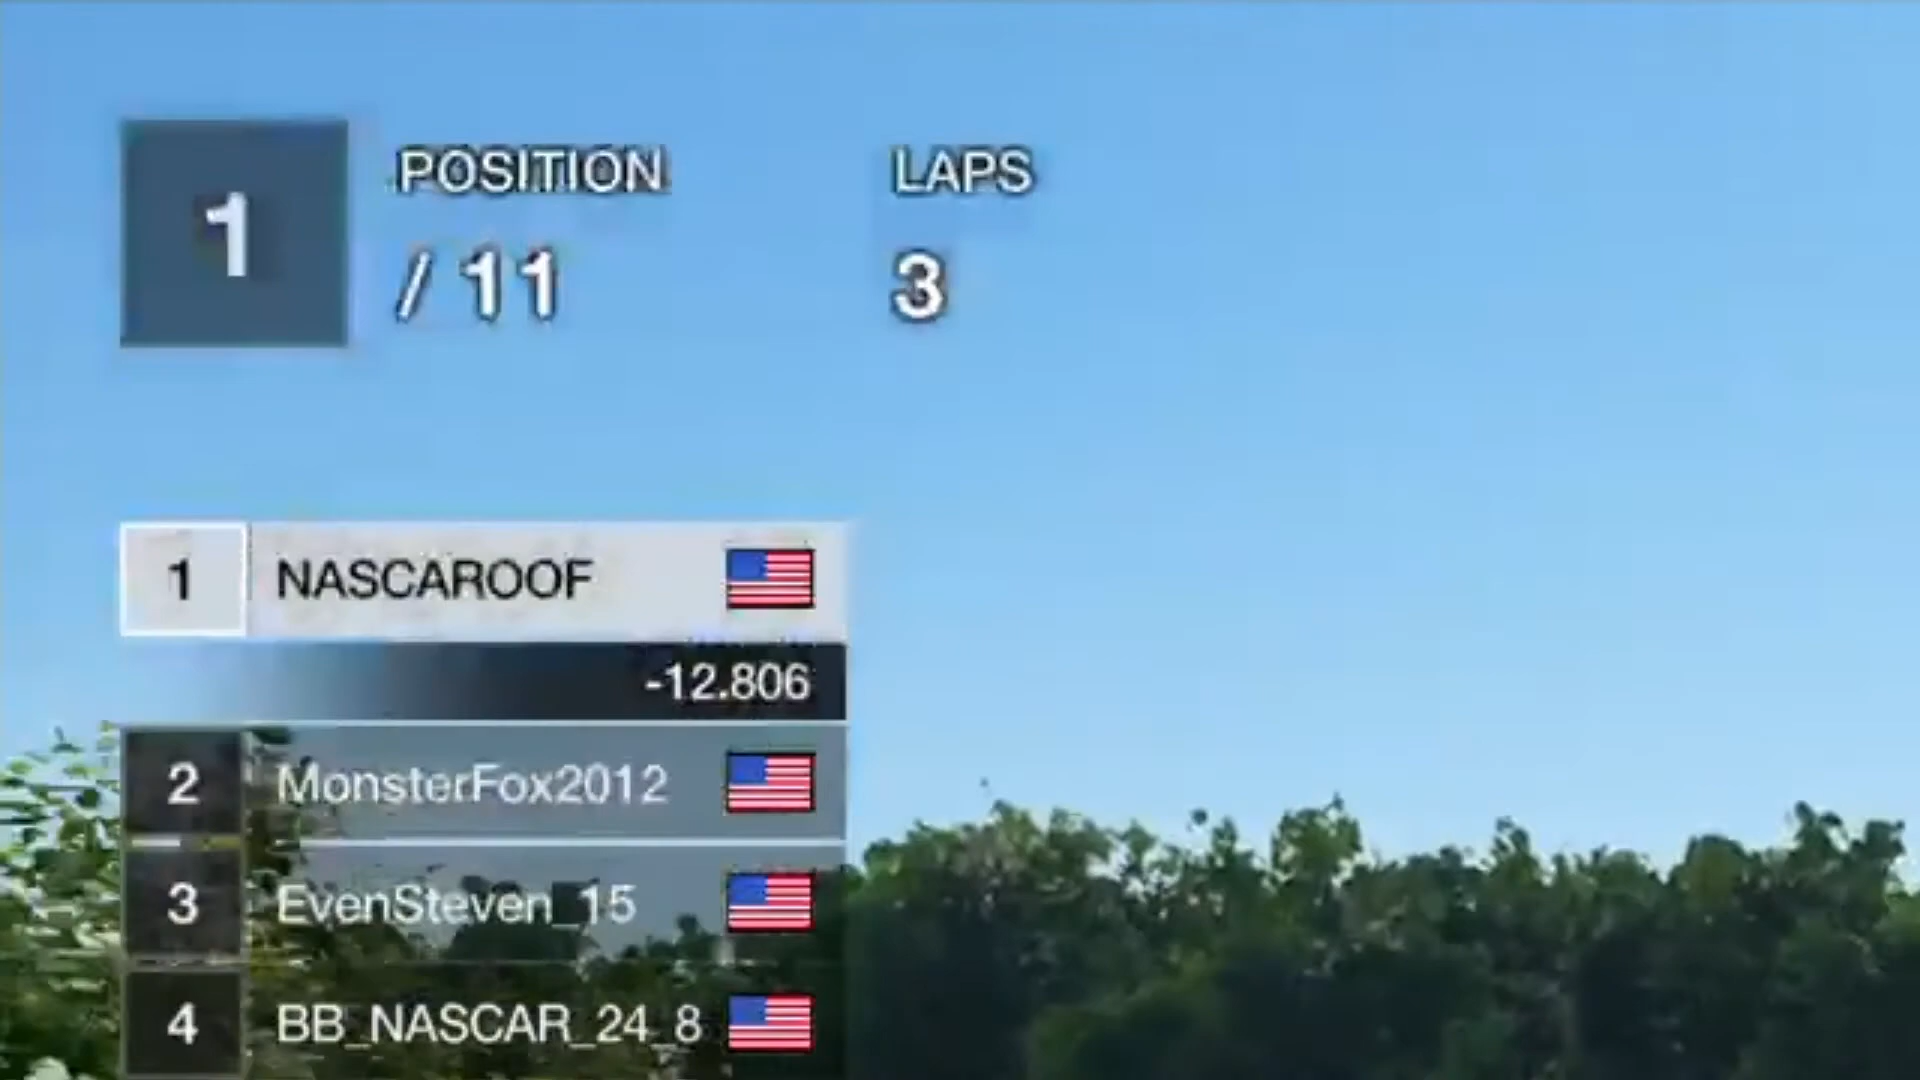 1 POSITION / 11
LAPS 3
1 NASCAROOF
-12.806
2 MonsterFox2012
3 EvenSteven_15
4 BB_NASCAR_24_8